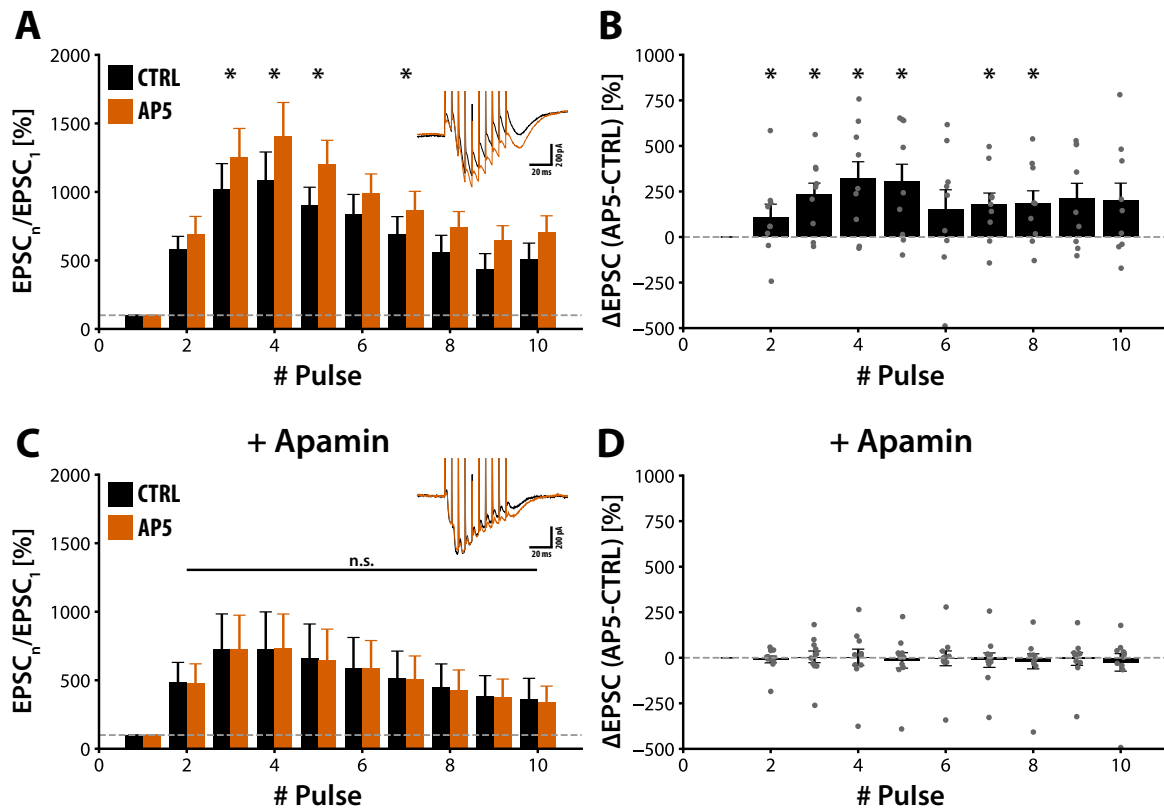 A
2000
1500
1000
500
0
EPSCn/EPSC1 [%]
CTRL
AP5
* * * *
200 pA
20 ms
0 2 4 6 8 10
# Pulse
B
1000
750
500
250
0
−250
−500
ΔEPSC (AP5-CTRL) [%]
* * * * * *
0 2 4 6 8 10
# Pulse
C
+ Apamin
2000
1500
1000
500
0
EPSCn/EPSC1 [%]
CTRL
AP5
n.s.
200 pA
20 ms
0 2 4 6 8 10
# Pulse
D
+ Apamin
1000
750
500
250
0
−250
−500
ΔEPSC (AP5-CTRL) [%]
0 2 4 6 8 10
# Pulse